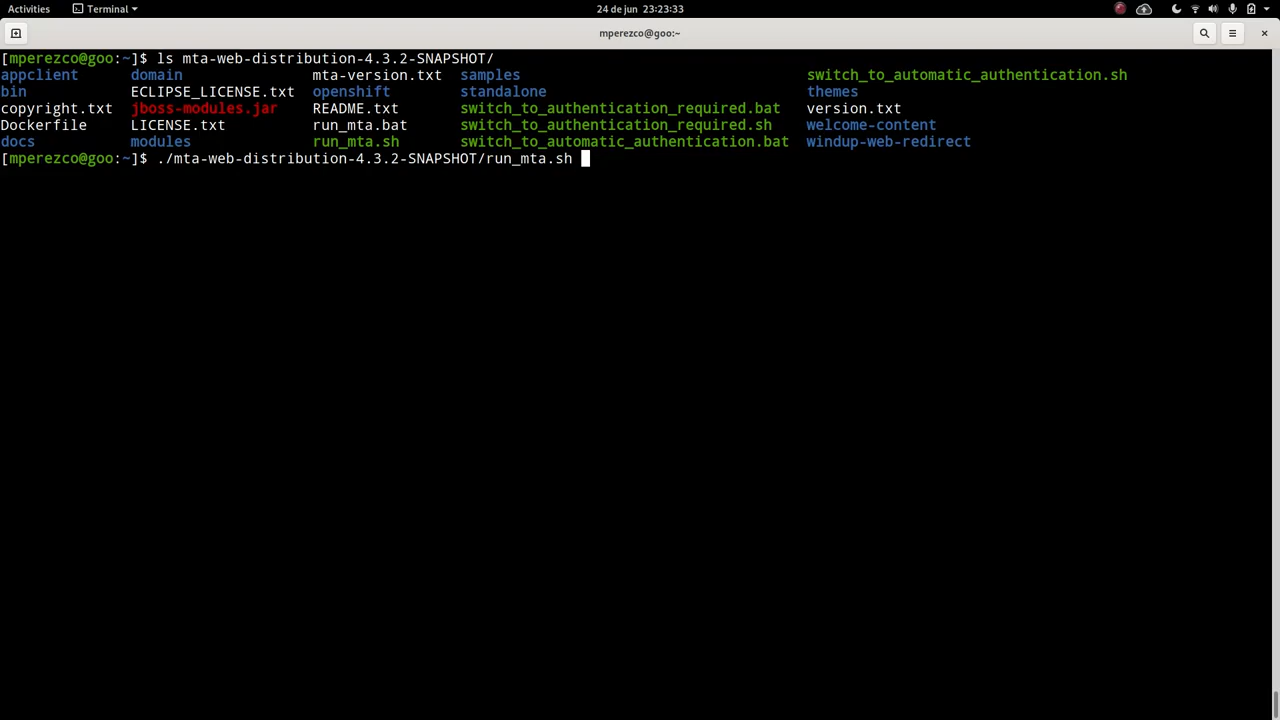 Activities Terminal 24 de jun 23:23:33
mperezco@goo:~
[mperezco@goo:~]$ ls mta-web-distribution-4.3.2-SNAPSHOT/
appclient domain mta-version.txt samples switch_to_automatic_authentication.sh
bin ECLIPSE_LICENSE.txt openshift standalone themes
copyright.txt jboss-modules.jar README.txt switch_to_authentication_required.bat version.txt
Dockerfile LICENSE.txt run_mta.bat switch_to_authentication_required.sh welcome-content
docs modules run_mta.sh switch_to_automatic_authentication.bat windup-web-redirect
[mperezco@goo:~]$ ./mta-web-distribution-4.3.2-SNAPSHOT/run_mta.sh